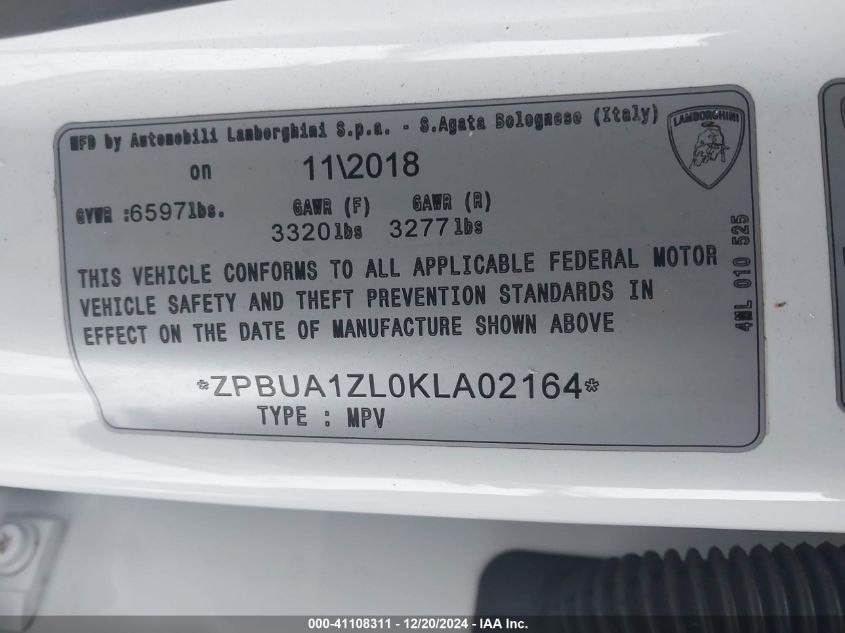 MFD by Automobili Lamborghini S.p.a. - S.Agata Bolognese (Italy)
LAMBORGHINI
on 11\2018
GVWR :6597lbs. GAWR (F) GAWR (R)
3320lbs 3277lbs
THIS VEHICLE CONFORMS TO ALL APPLICABLE FEDERAL MOTOR
VEHICLE SAFETY AND THEFT PREVENTION STANDARDS IN
EFFECT ON THE DATE OF MANUFACTURE SHOWN ABOVE
4ML 010 525
*ZPBUA1ZL0KLA02164*
TYPE : MPV
000-41108311 - 12/20/2024 - IAA Inc.